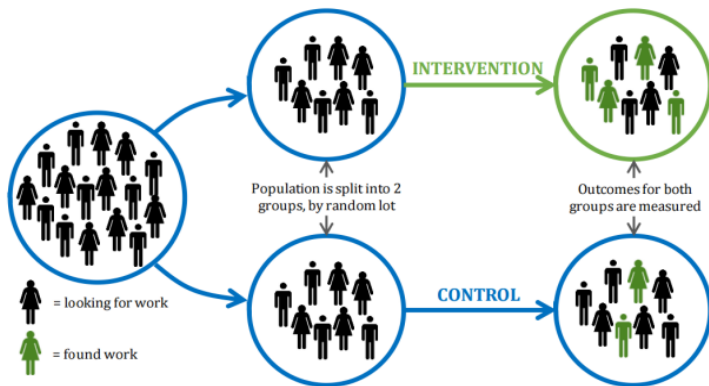 INTERVENTION
Population is split into 2
groups, by random lot
Outcomes for both
groups are measured
= looking for work
CONTROL
= found work